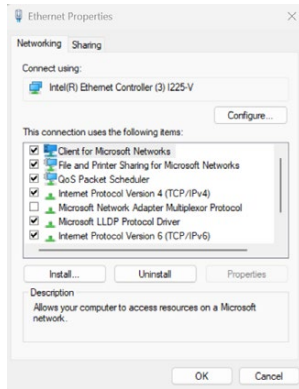 Ethernet Properties
Networking Sharing
Connect using:
Intel(R) Ethernet Controller (3) I225-V
Configure...
This connection uses the following items:
Client for Microsoft Networks
File and Printer Sharing for Microsoft Networks
QoS Packet Scheduler
Internet Protocol Version 4 (TCP/IPv4)
Microsoft Network Adapter Multiplexor Protocol
Microsoft LLDP Protocol Driver
Internet Protocol Version 6 (TCP/IPv6)
Install... Uninstall Properties
Description
Allows your computer to access resources on a Microsoft
network.
OK Cancel